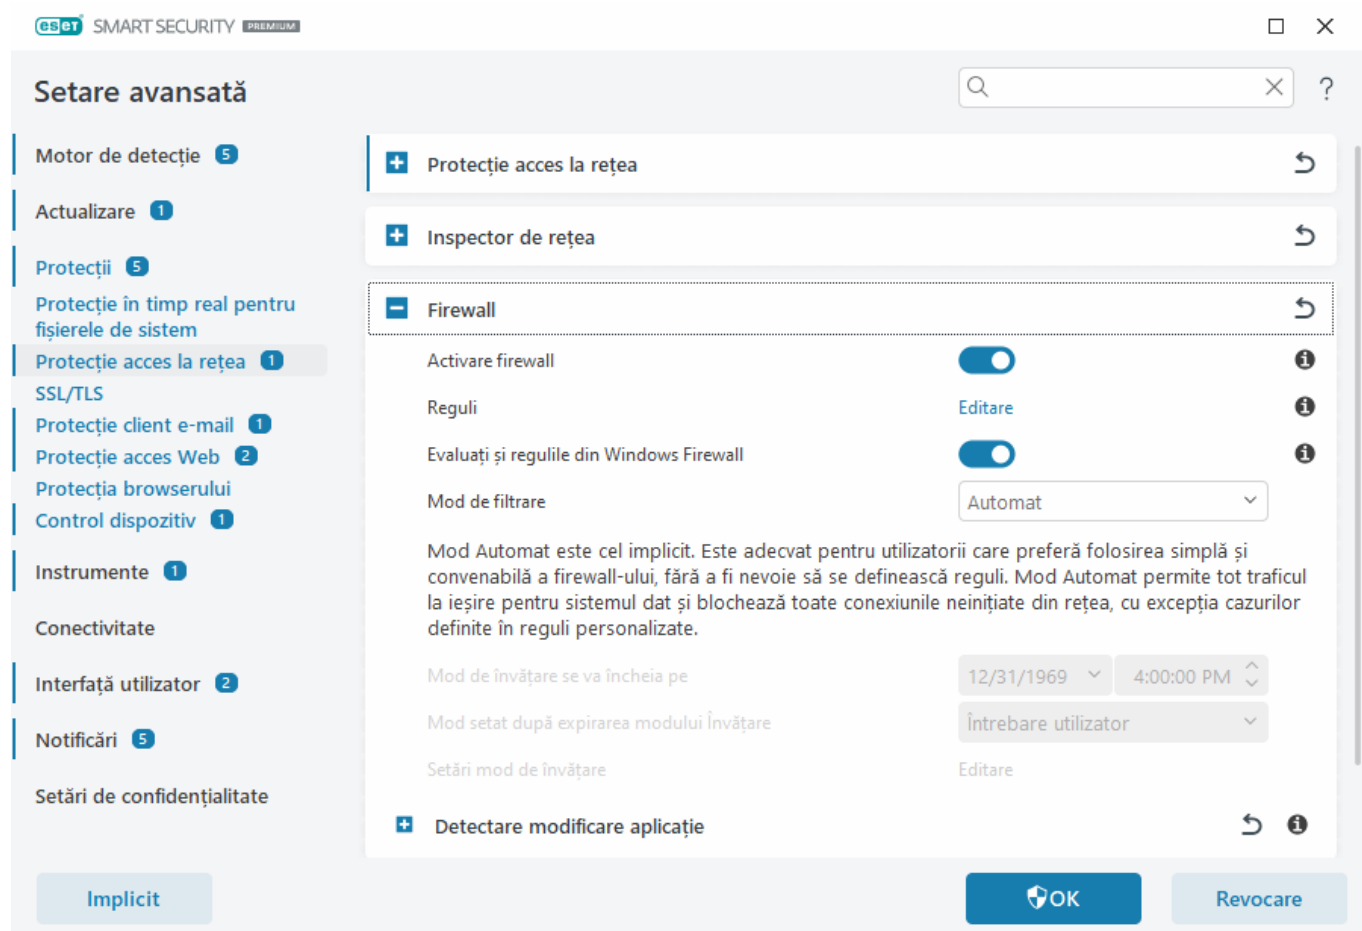 eset SMART SECURITY PREMIUM
Setare avansată
?
Motor de detecție 5
Actualizare 1
Protecții 5
Protecție în timp real pentru
fișierele de sistem
Protecție acces la rețea 1
SSL/TLS
Protecție client e-mail 1
Protecție acces Web 2
Protecția browserului
Control dispozitiv 1
Instrumente 1
Conectivitate
Interfață utilizator 2
Notificări 5
Setări de confidențialitate
Protecție acces la rețea
Inspector de rețea
Firewall
Activare firewall
Reguli Editare
Evaluați și regulile din Windows Firewall
Mod de filtrare Automat
Mod Automat este cel implicit. Este adecvat pentru utilizatorii care preferă folosirea simplă și
convenabilă a firewall-ului, fără a fi nevoie să se definească reguli. Mod Automat permite tot traficul
la ieșire pentru sistemul dat și blochează toate conexiunile neinițiate din rețea, cu excepția cazurilor
definite în reguli personalizate.
Mod de învățare se va încheia pe 12/31/1969 4:00:00 PM
Mod setat după expirarea modului Învățare Întrebare utilizator
Setări mod de învățare Editare
Detectare modificare aplicație
Implicit OK Revocare